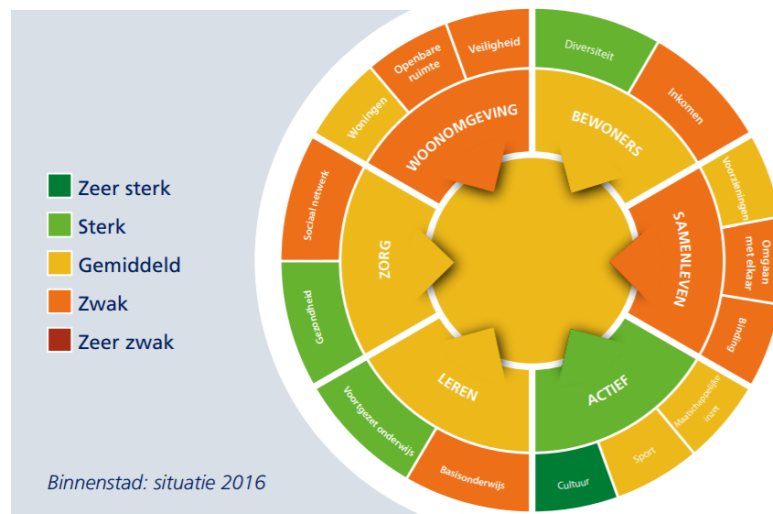 Zeer sterk
Sterk
Gemiddeld
Zwak
Zeer zwak
Binnenstad: situatie 2016
WOONOMGEVING
Woningen
Openbare
ruimte
Veiligheid
BEWONERS
Diversiteit
Inkomen
SAMENLEVEN
Voorzieningen
Omgaan
met elkaar
Binding
ACTIEF
Maatschappelijke
inzet
Sport
Cultuur
LEREN
Basisonderwijs
Voortgezet onderwijs
ZORG
Gezondheid
Sociaal netwerk